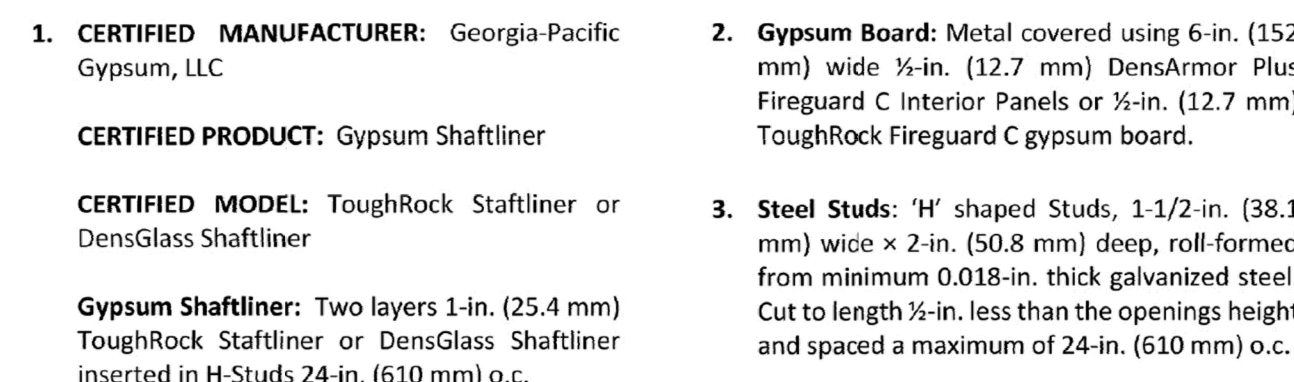 1. CERTIFIED MANUFACTURER: Georgia-Pacific
Gypsum, LLC
CERTIFIED PRODUCT: Gypsum Shaftliner
CERTIFIED MODEL: ToughRock Staftliner or
DensGlass Shaftliner
Gypsum Shaftliner: Two layers 1-in. (25.4 mm)
ToughRock Staftliner or DensGlass Shaftliner
inserted in H-Studs 24-in. (610 mm) o.c.
2. Gypsum Board: Metal covered using 6-in. (152
mm) wide ½-in. (12.7 mm) DensArmor Plus
Fireguard C Interior Panels or ½-in. (12.7 mm)
ToughRock Fireguard C gypsum board.
3. Steel Studs: 'H' shaped Studs, 1-1/2-in. (38.1
mm) wide × 2-in. (50.8 mm) deep, roll-formed
from minimum 0.018-in. thick galvanized steel
Cut to length ½-in. less than the openings height
and spaced a maximum of 24-in. (610 mm) o.c.